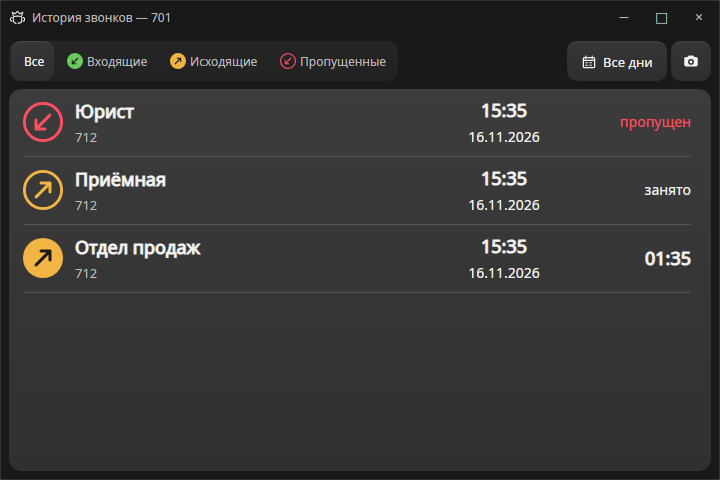 История звонков — 701
Все Входящие Исходящие Пропущенные Все дни
Юрист 15:35
712 16.11.2026 пропущен
Приёмная 15:35
712 16.11.2026 занято
Отдел продаж 15:35
712 16.11.2026 01:35